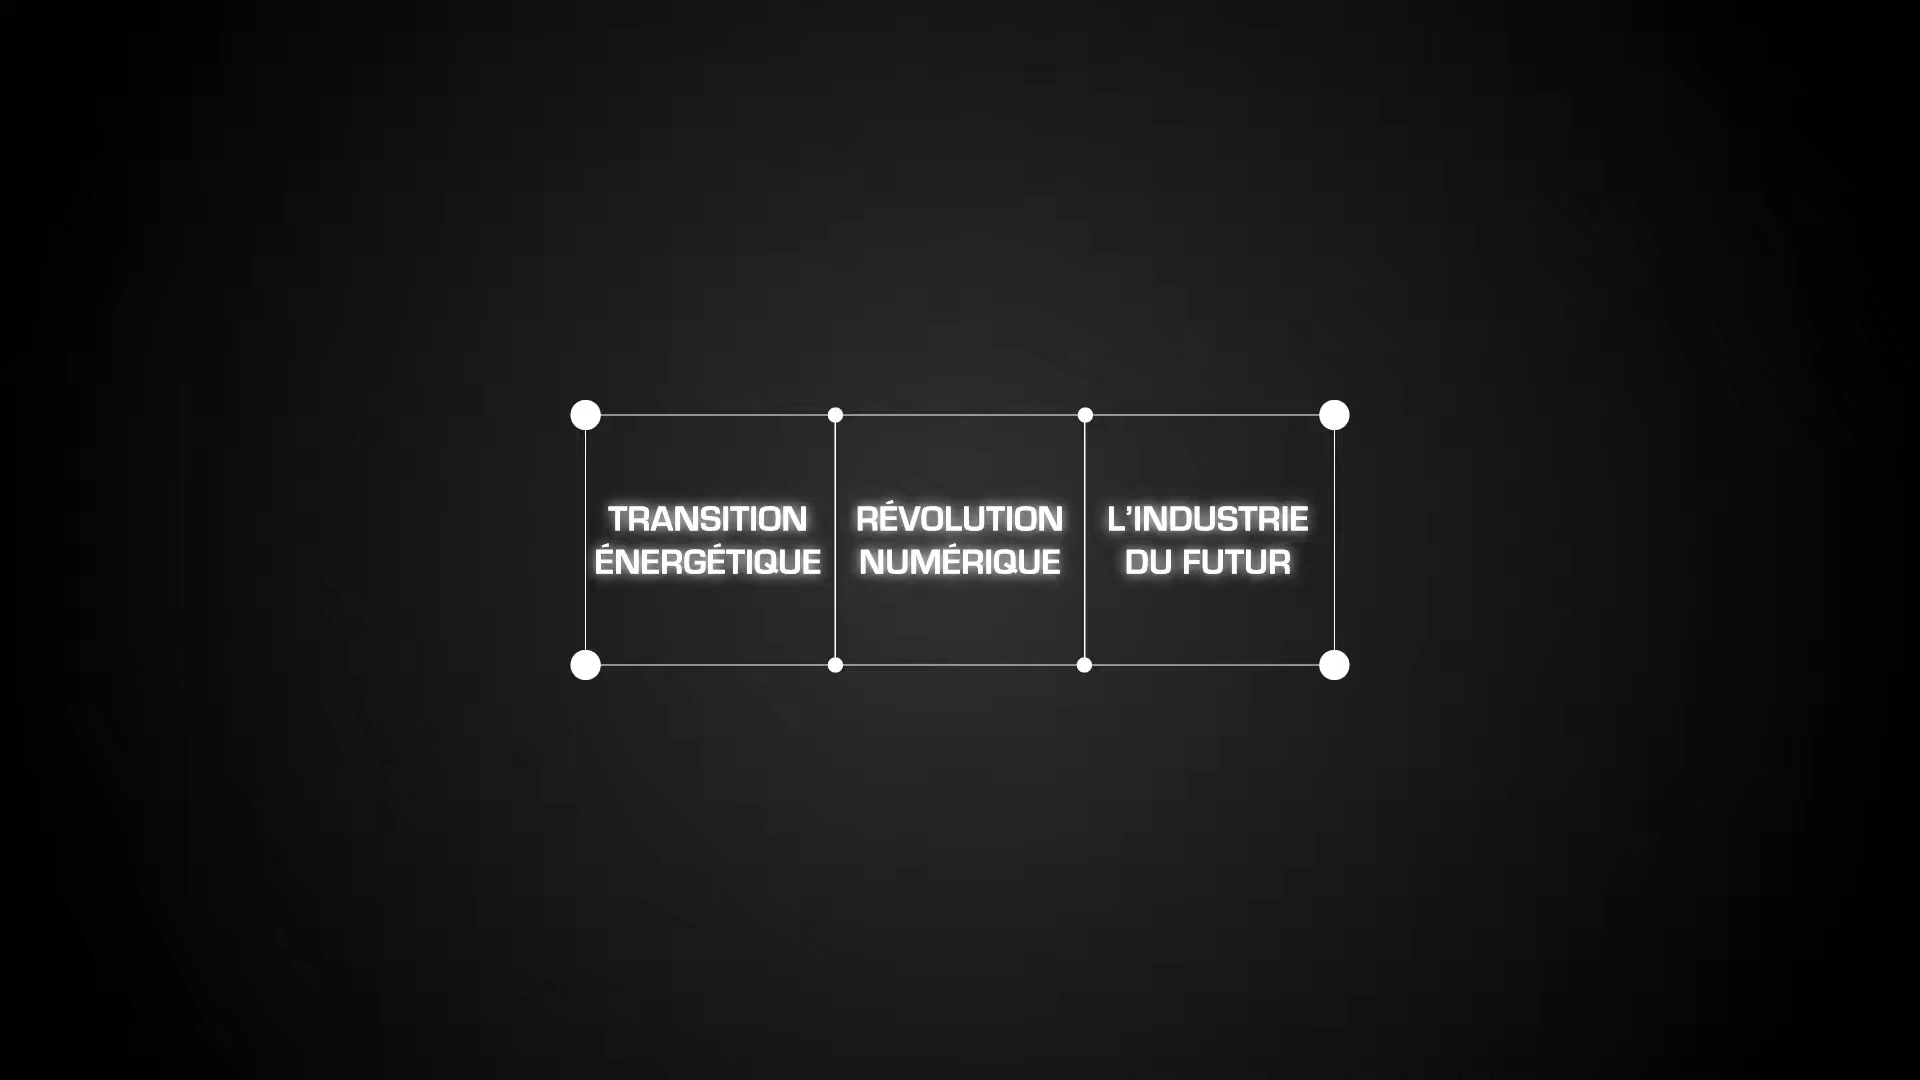 TRANSITION
ÉNERGÉTIQUE
RÉVOLUTION
NUMÉRIQUE
L’INDUSTRIE
DU FUTUR